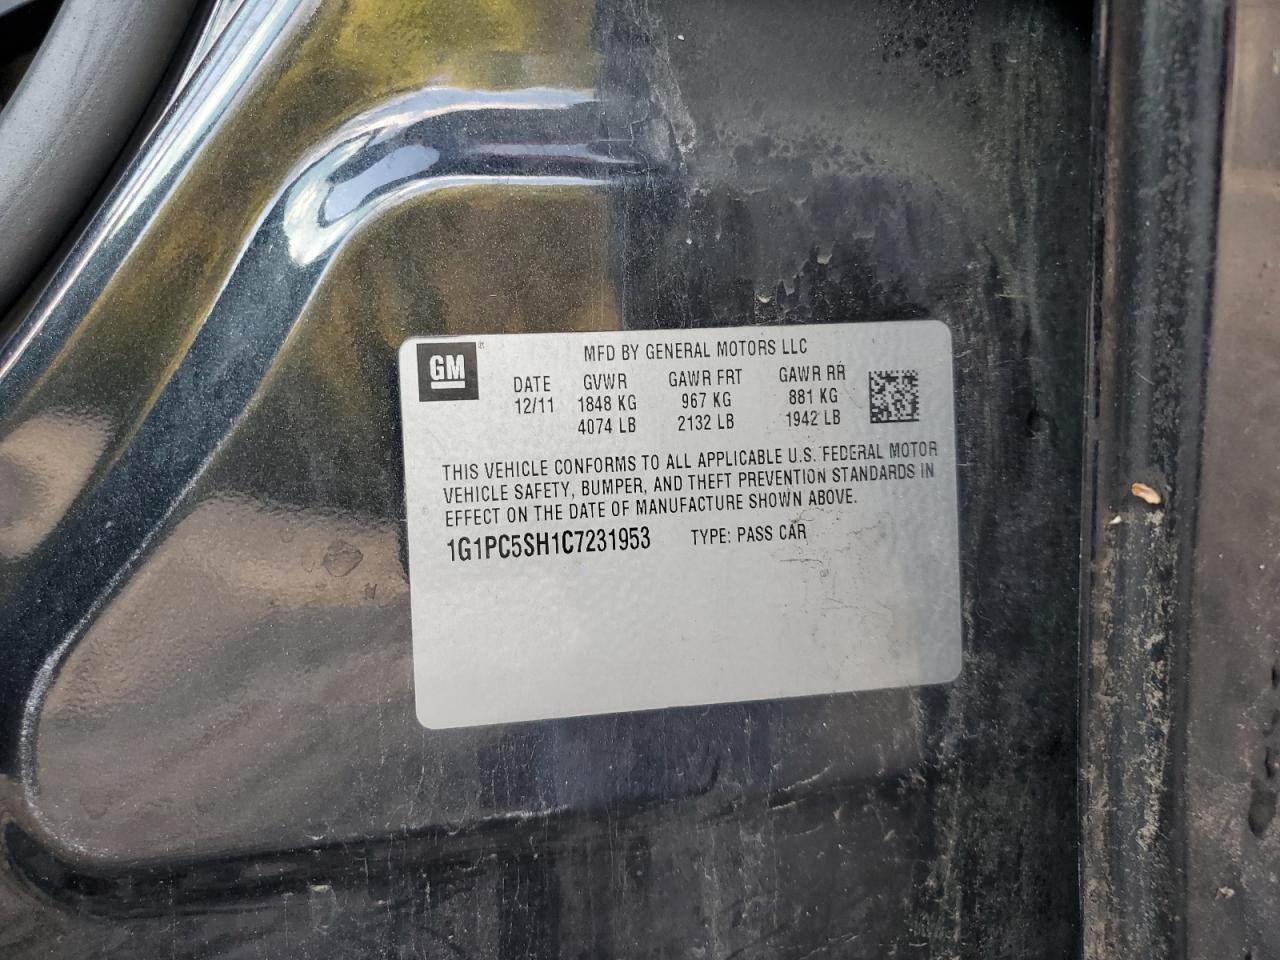 GM®
MFD BY GENERAL MOTORS LLC
DATE GVWR GAWR FRT GAWR RR
12/11 1848 KG 967 KG 881 KG
4074 LB 2132 LB 1942 LB
THIS VEHICLE CONFORMS TO ALL APPLICABLE U.S. FEDERAL MOTOR
VEHICLE SAFETY, BUMPER, AND THEFT PREVENTION STANDARDS IN
EFFECT ON THE DATE OF MANUFACTURE SHOWN ABOVE.
1G1PC5SH1C7231953 TYPE: PASS CAR